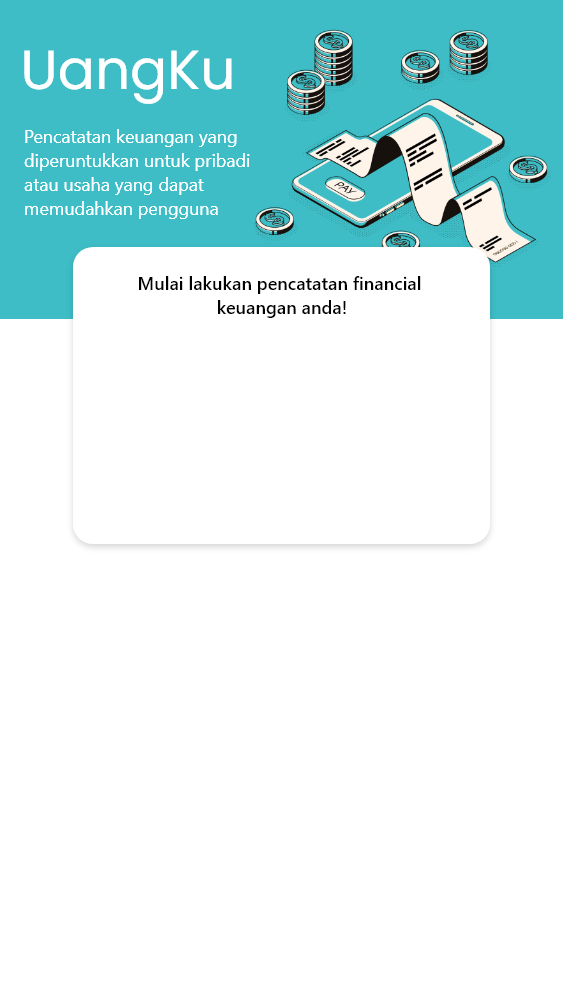 UangKu
Pencatatan keuangan yang
diperuntukkan untuk pribadi
atau usaha yang dapat
memudahkan pengguna
PAY
Mulai lakukan pencatatan financial
keuangan anda!